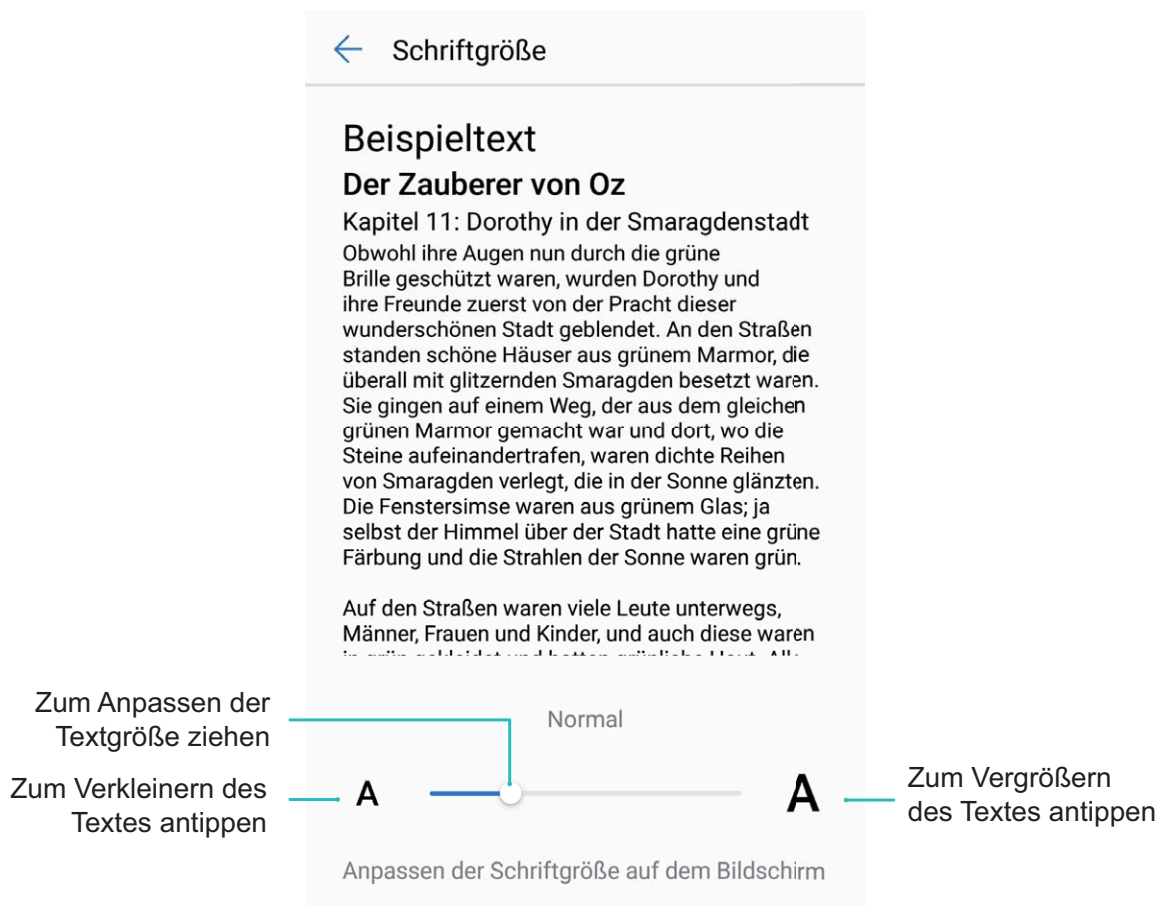 Schriftgröße
Beispieltext
Der Zauberer von Oz
Kapitel 11: Dorothy in der Smaragdenstadt
Obwohl ihre Augen nun durch die grüne
Brille geschützt waren, wurden Dorothy und
ihre Freunde zuerst von der Pracht dieser
wunderschönen Stadt geblendet. An den Straßen
standen schöne Häuser aus grünem Marmor, die
überall mit glitzernden Smaragden besetzt waren.
Sie gingen auf einem Weg, der aus dem gleichen
grünen Marmor gemacht war und dort, wo die
Steine aufeinandertrafen, waren dichte Reihen
von Smaragden verlegt, die in der Sonne glänzten.
Die Fenstersimse waren aus grünem Glas; ja
selbst der Himmel über der Stadt hatte eine grüne
Färbung und die Strahlen der Sonne waren grün.
Auf den Straßen waren viele Leute unterwegs,
Männer, Frauen und Kinder, und auch diese waren
Zum Anpassen der
Textgröße ziehen
Normal
Zum Verkleinern des
Textes antippen
A
A
Zum Vergrößern
des Textes antippen
Anpassen der Schriftgröße auf dem Bildschirm